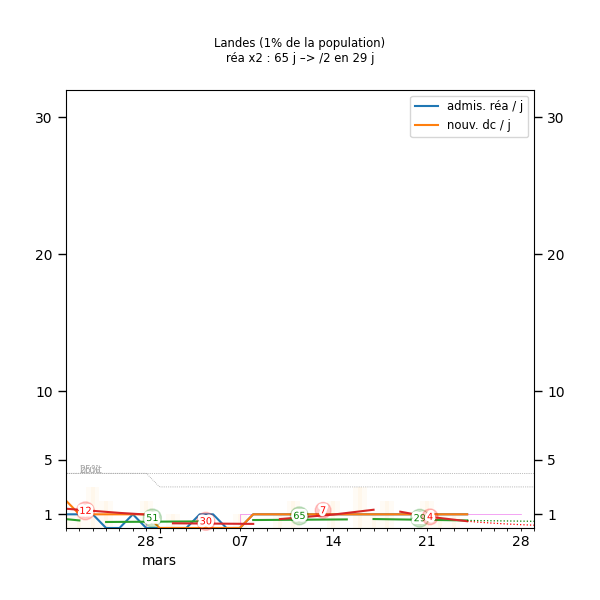 Landes (1% de la population)
réa x2 : 65 j –> /2 en 29 j
admis. réa / j
nouv. dc / j
30 30
20 20
10 10
5 5
1 1
12 51 30 65 7 29 4
28 - 07 14 21 28
mars